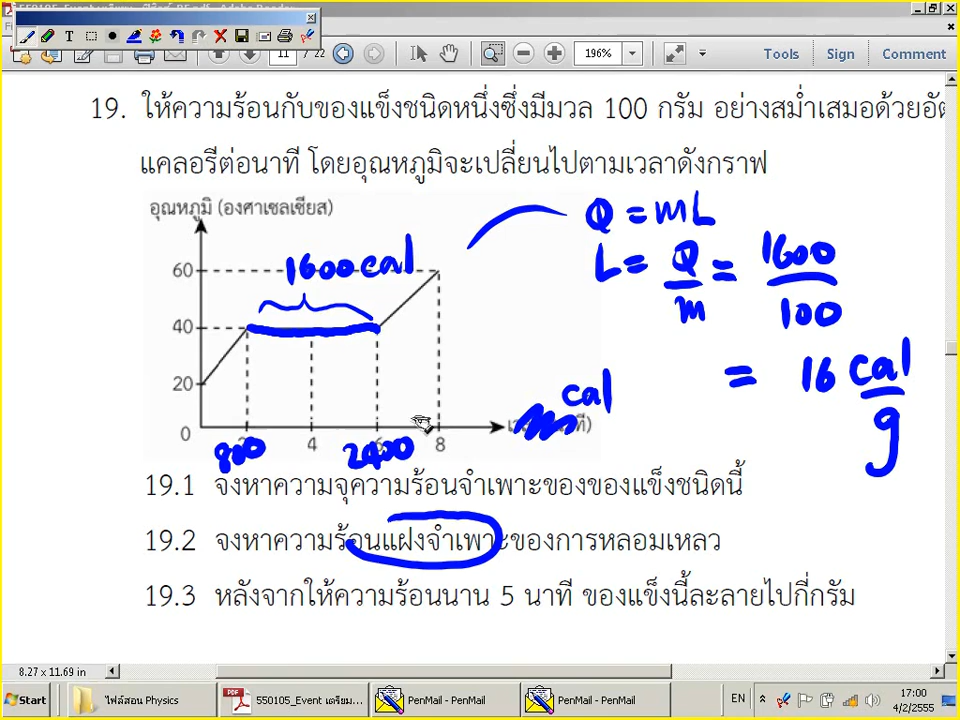 11 / 22
196%
Tools
Sign
Comment
19. ให้ความร้อนกับของแข็งชนิดหนึ่งซึ่งมีมวล 100 กรัม อย่างสม่ำเสมอด้วยอัต
แคลอรีต่อนาที โดยอุณหภูมิจะเปลี่ยนไปตามเวลาดังกราฟ
อุณหภูมิ (องศาเซลเซียส)
Q = mL
L = Q/m = 1600/100
= 16 cal/g
1600 cal
60
40
20
0
4
6
8
cal
800
2400
19.1 จงหาความจุความร้อนจำเพาะของของแข็งชนิดนี้
19.2 จงหาความร้อนแฝงจำเพาะของการหลอมเหลว
19.3 หลังจากให้ความร้อนนาน 5 นาที ของแข็งนี้ละลายไปกี่กรัม
8.27 x 11.69 in
Start
ไฟล์สอน Physics
550105_Event เตรียม...
PenMail - PenMail
PenMail - PenMail
EN
17:00
4/2/2555